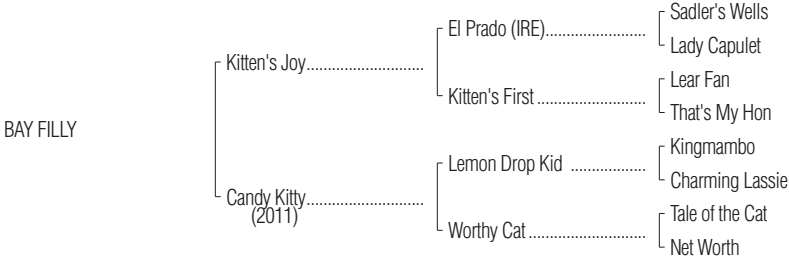 Sadler's Wells
El Prado (IRE)........................
Lady Capulet
Kitten's Joy............................
Lear Fan
Kitten's First ..........................
That's My Hon
BAY FILLY
Kingmambo
Lemon Drop Kid ..................
Charming Lassie
Candy Kitty............................
(2011)
Tale of the Cat
Worthy Cat............................
Net Worth